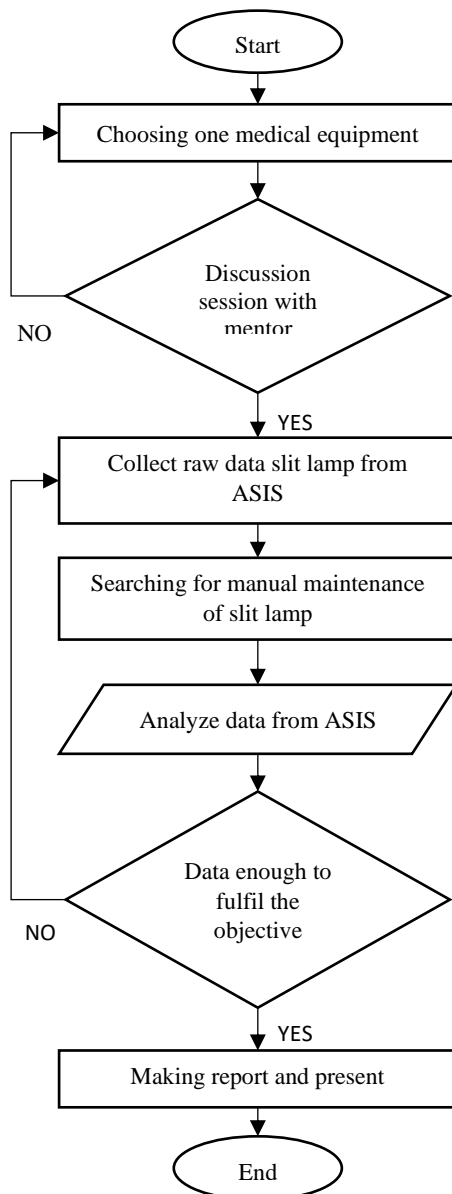 Start
Choosing one medical equipment
Discussion
session with
mentor
NO
YES
Collect raw data slit lamp from
ASIS
Searching for manual maintenance
of slit lamp
Analyze data from ASIS
Data enough to
fulfil the
objective
NO
YES
Making report and present
End